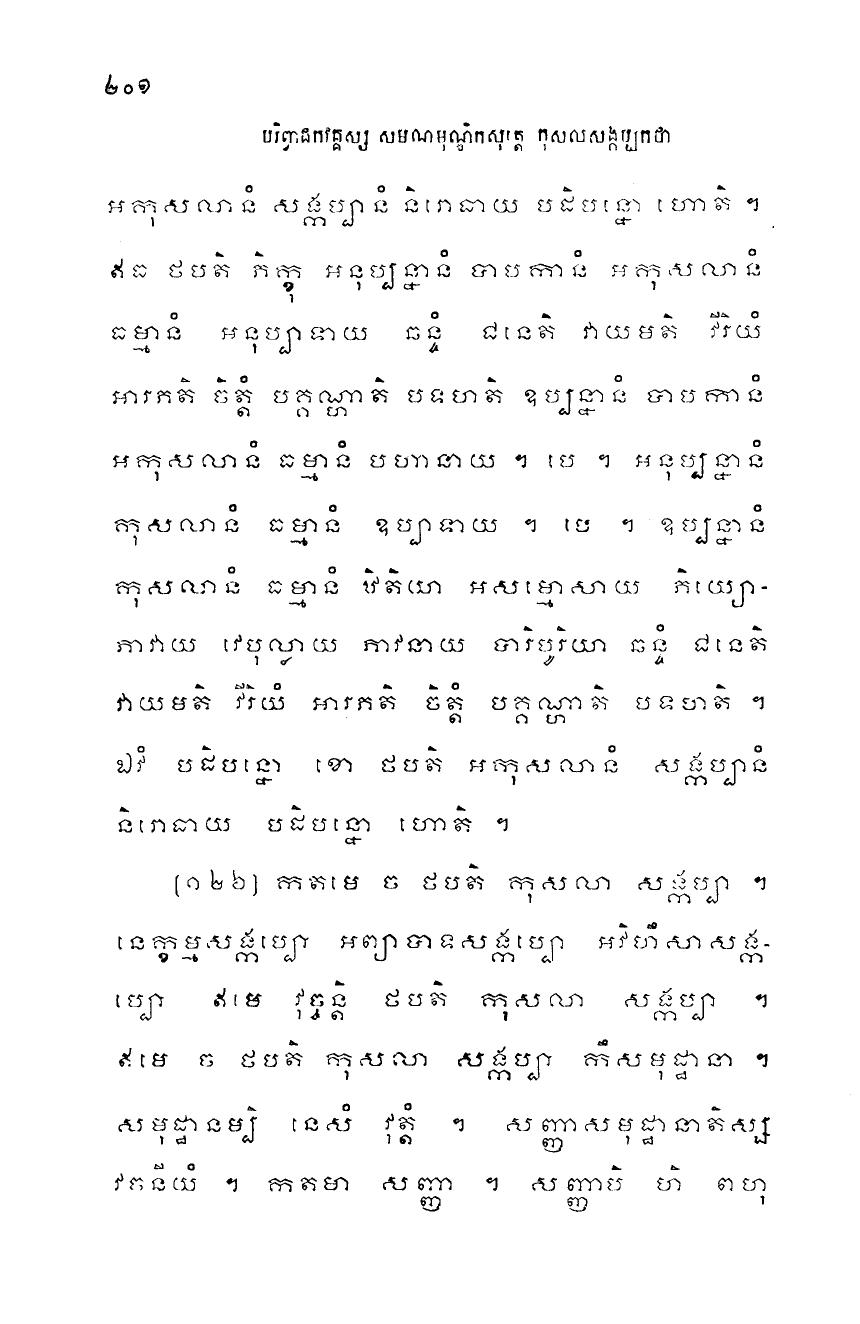 ២០១
បរិព្វាជកវគ្គស្ស សមណមុណ្ឌិកសុត្តេ កុសលសង្កប្បកថា
អកុសលានំ សង្កប្បានំ និរោធាយ បដិបន្នោ ហោតិ ។
ឥធ ថបតិ ភិក្ខុ អនុប្បន្នានំ បាបកានំ អកុសលានំ
ធម្មានំ អនុប្បាទាយ ឆន្ទំ ជនេតិ វាយមតិ វីរិយំ
អារភតិ ចិត្តំ បគ្គណ្ហាតិ បទហតិ ឧប្បន្នានំ បាបកានំ
អកុសលានំ ធម្មានំ បហានាយ ។ បេ ។ អនុប្បន្នានំ
កុសលានំ ធម្មានំ ឧប្បាទាយ ។ បេ ។ ឧប្បន្នានំ
កុសលានំ ធម្មានំ ឋិតិយា អសម្មោសាយ ភិយ្យោ-
ភាវាយ វេបុល្លាយ ភាវនាយ បារិបូរិយា ឆន្ទំ ជនេតិ
វាយមតិ វីរិយំ អារភតិ ចិត្តំ បគ្គណ្ហាតិ បទហតិ ។
ឯវំ បដិបន្នោ ខោ ថបតិ អកុសលានំ សង្កប្បានំ
និរោធាយ បដិបន្នោ ហោតិ ។
[១២៦] កតមេ ច ថបតិ កុសលា សង្កប្បា ។
នេក្ខម្មសង្កប្បោ អព្យាបាទសង្កប្បោ អវិហឹសាសង្ក-
ប្បោ ឥមេ វុច្ចន្តិ ថបតិ កុសលា សង្កប្បា ។
ឥមេ ច ថបតិ កុសលា សង្កប្បា កឹសមុដ្ឋានា ។
សមុដ្ឋានម្បិ នេសំ វុត្តំ ។ សញ្ញាសមុដ្ឋានាតិស្ស
វចនីយំ ។ កតមា សញ្ញា ។ សញ្ញាបិ ហិ ពហុ